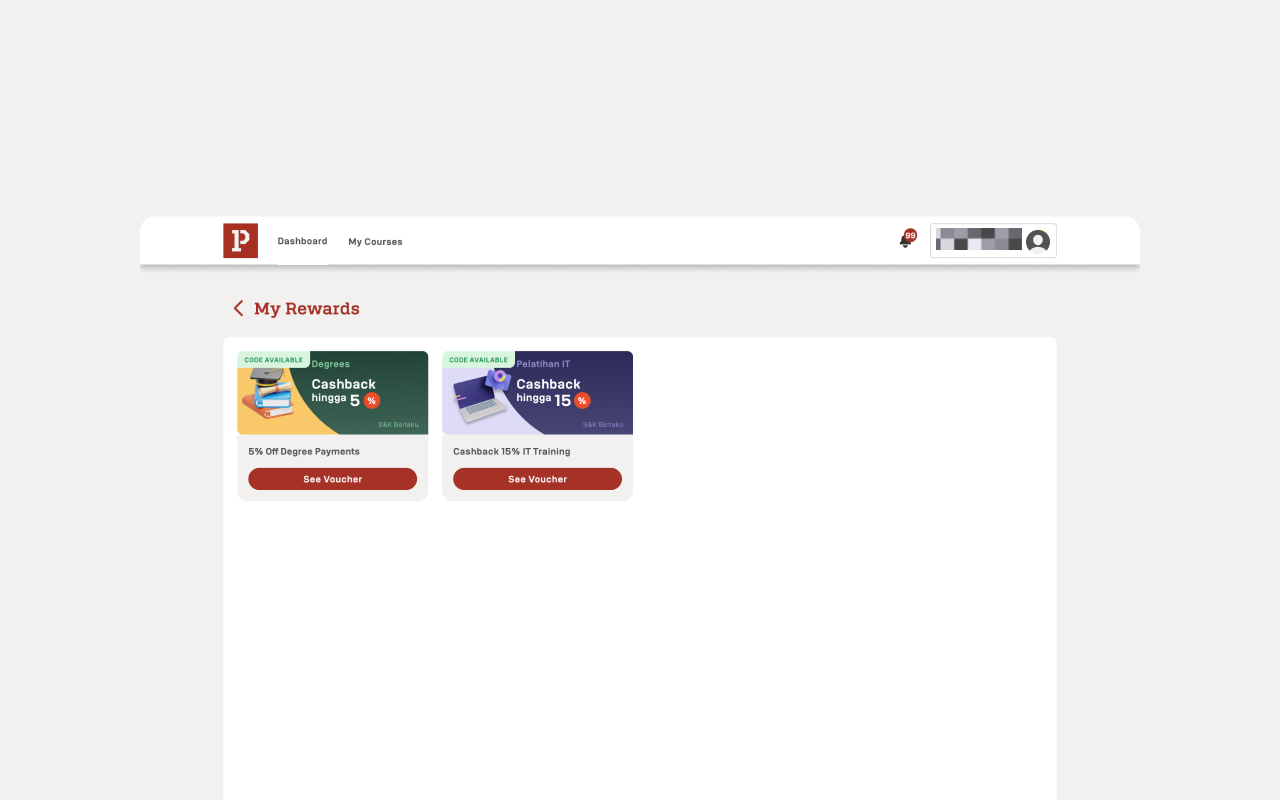 P
Dashboard
My Courses
99
My Rewards
CODE AVAILABLE
Degrees
Cashback
hingga 5 %
S&K Berlaku
5% Off Degree Payments
See Voucher
CODE AVAILABLE
Pelatihan IT
Cashback
hingga 15 %
S&K Berlaku
Cashback 15% IT Training
See Voucher